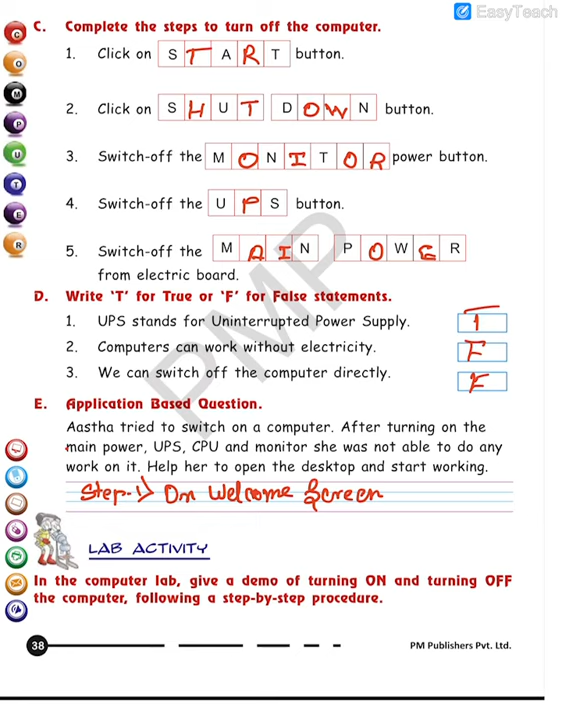 EasyTeach
C. Complete the steps to turn off the computer.
1. Click on S T A R T button.
2. Click on S H U T D O W N button.
3. Switch-off the M O N I T O R power button.
4. Switch-off the U P S button.
5. Switch-off the M A I N P O W E R
from electric board.
D. Write 'T' for True or 'F' for False statements.
1. UPS stands for Uninterrupted Power Supply. T
2. Computers can work without electricity. F
3. We can switch off the computer directly. F
E. Application Based Question.
Aastha tried to switch on a computer. After turning on the
main power, UPS, CPU and monitor she was not able to do any
work on it. Help her to open the desktop and start working.
Step-1) On Welcome Screen
LAB ACTIVITY
In the computer lab, give a demo of turning ON and turning OFF
the computer, following a step-by-step procedure.
38 PM Publishers Pvt. Ltd.
C
O
M
P
U
T
E
R
PMP